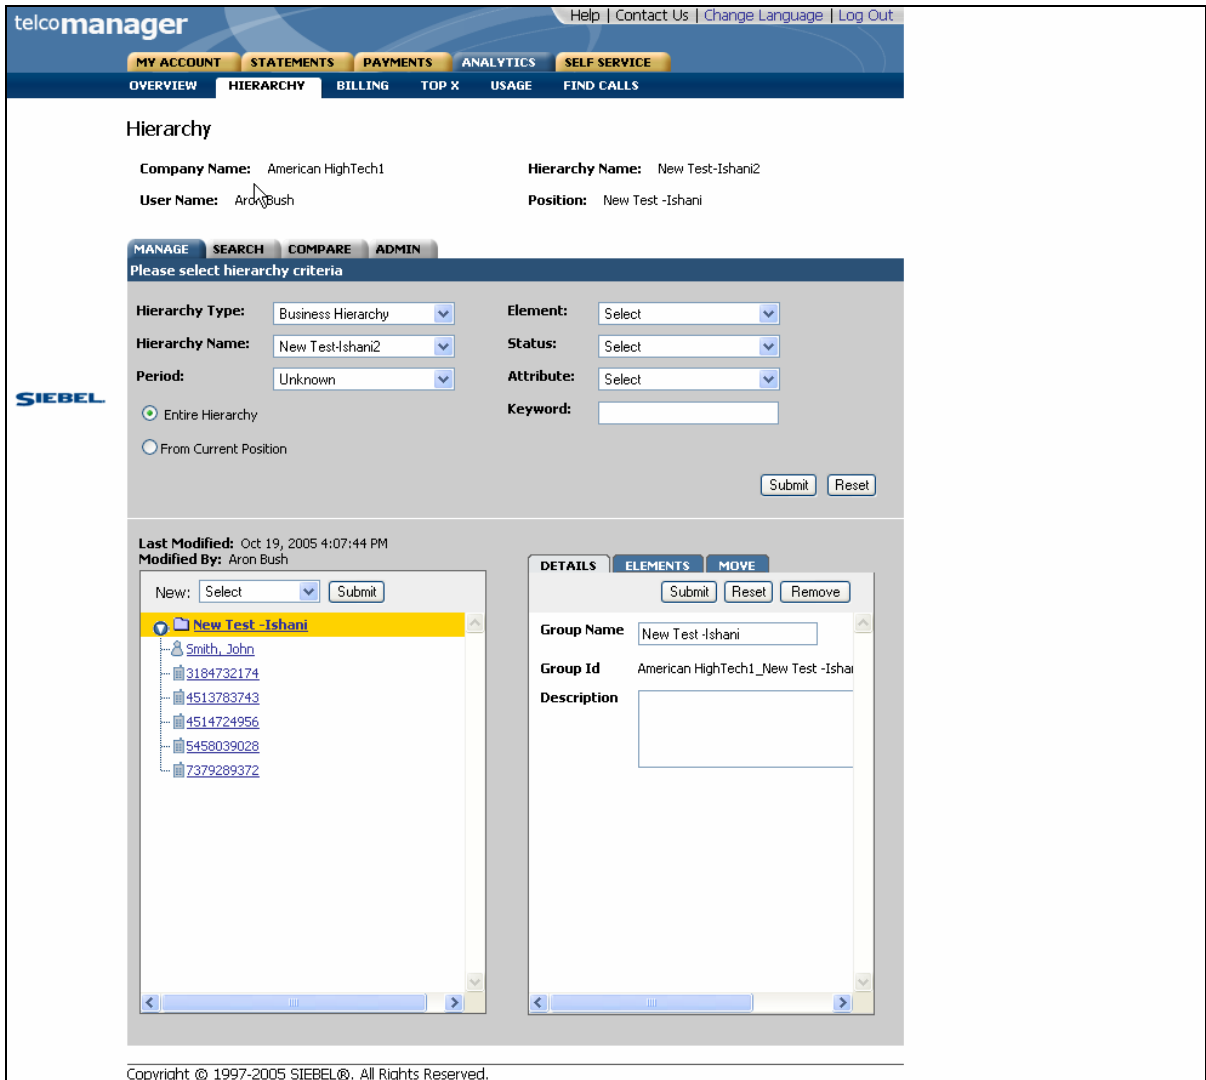 telcomanager
Help | Contact Us | Change Language | Log Out
MY ACCOUNT STATEMENTS PAYMENTS ANALYTICS SELF SERVICE
OVERVIEW HIERARCHY BILLING TOP X USAGE FIND CALLS
Hierarchy
Company Name: American HighTech1 Hierarchy Name: New Test-Ishani2
User Name: Aron Bush Position: New Test -Ishani
MANAGE SEARCH COMPARE ADMIN
Please select hierarchy criteria
Hierarchy Type: Business Hierarchy Element: Select
Hierarchy Name: New Test-Ishani2 Status: Select
Period: Unknown Attribute: Select
SIEBEL.
Entire Hierarchy Keyword:
From Current Position
Submit Reset
Last Modified: Oct 19, 2005 4:07:44 PM
Modified By: Aron Bush
New: Select Submit
New Test -Ishani
Smith, John
3184732174
4513783743
4514724956
5458039028
7379289372
DETAILS ELEMENTS MOVE
Submit Reset Remove
Group Name New Test -Ishani
Group Id American HighTech1_New Test -Ishar
Description
Copyright © 1997-2005 SIEBEL®. All Rights Reserved.